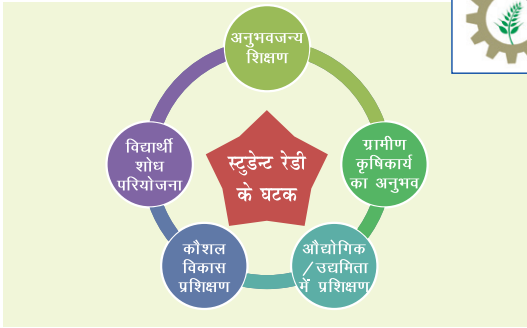 अनुभवजन्य
शिक्षण
ग्रामीण
कृषिकार्य
का अनुभव
औद्योगिक
/उद्यमिता
में प्रशिक्षण
कौशल
विकास
प्रशिक्षण
विद्यार्थी
शोध
परियोजना
स्टुडेन्ट रेडी
के घटक